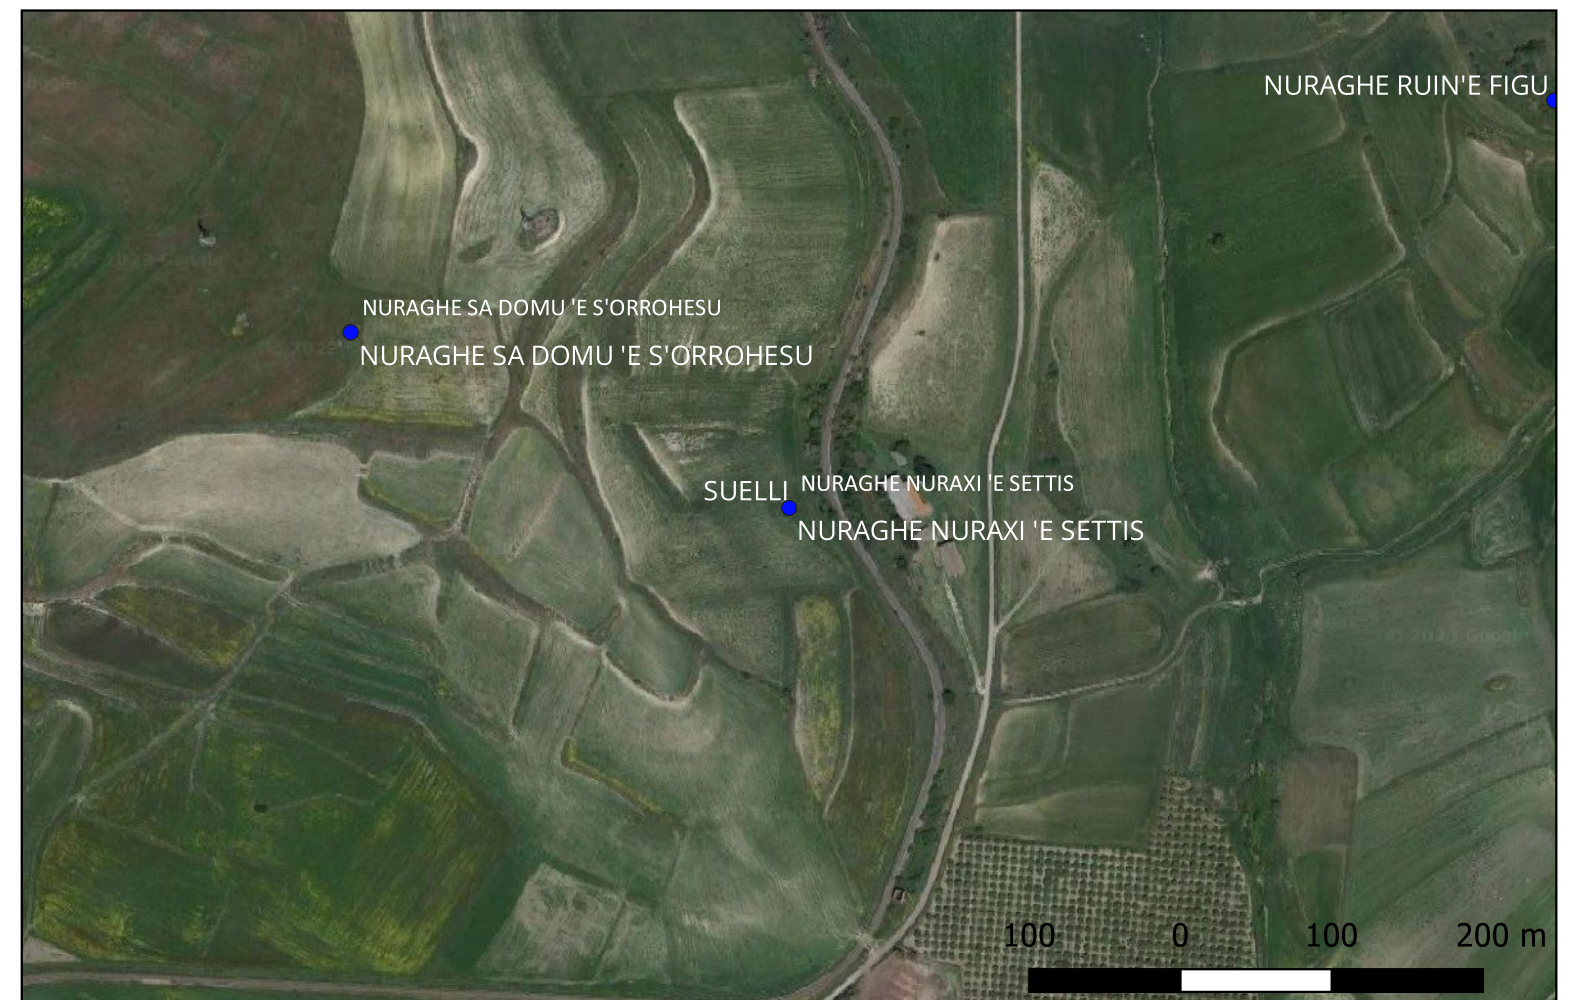 NURAGHE RUIN'E FIGU
NURAGHE SA DOMU 'E S'ORROHESU
NURAGHE SA DOMU 'E S'ORROHESU
SUELLI
NURAGHE NURAXI 'E SETTIS
NURAGHE NURAXI 'E SETTIS
100 0 100 200 m